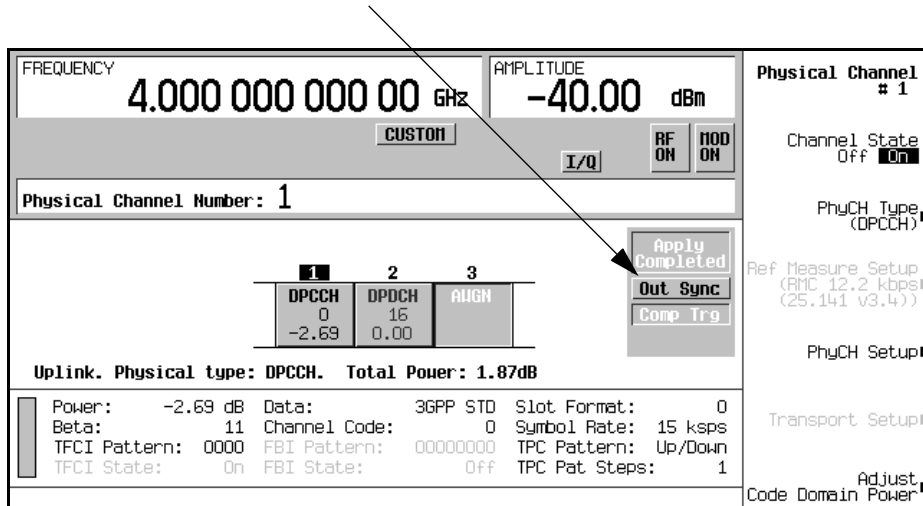 FREQUENCY
4.000 000 000 00 GHz
AMPLITUDE
-40.00 dBm
CUSTOM
I/Q
RF ON
MOD ON
Physical Channel Number: 1
1 2 3
DPCCH DPDCH AWGN
0 16
-2.69 0.00
Apply Completed
Out Sync
Comp Trg
Uplink. Physical type: DPCCH. Total Power: 1.87dB
Power: -2.69 dB Data: 3GPP STD Slot Format: 0
Beta: 11 Channel Code: 0 Symbol Rate: 15 ksps
TFCI Pattern: 0000 FBI Pattern: 00000000 TPC Pattern: Up/Down
TFCI State: On FBI State: Off TPC Pat Steps: 1
Physical Channel
# 1
Channel State
Off On
PhyCH Type
(DPCCH)
Ref Measure Setup
(RMC 12.2 kbps
(25.141 v3.4))
PhyCH Setup
Transport Setup
Adjust
Code Domain Power